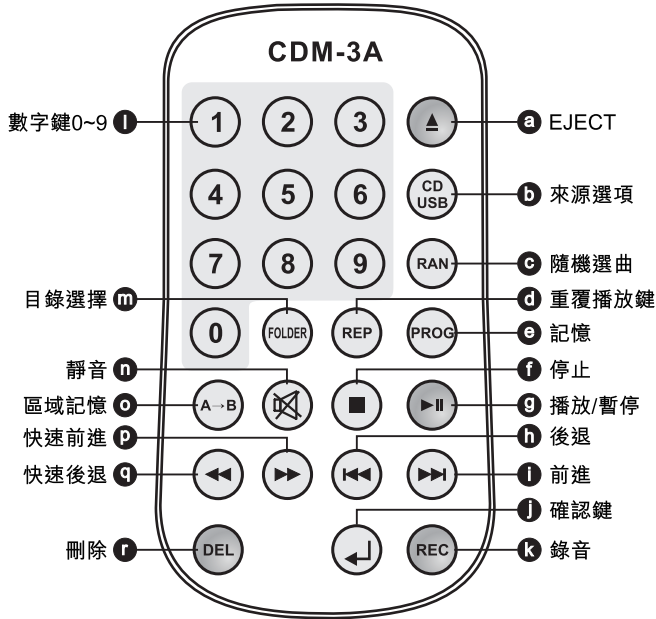 CDM-3A
數字鍵0~9 l 1 2 3 a EJECT
4 5 6 CD USB b 來源選項
7 8 9 RAN c 隨機選曲
目錄選擇 m d 重覆播放鍵
0 FOLDER REP PROG e 記憶
靜音 n f 停止
區域記憶 o A→B g 播放/暫停
快速前進 p h 後退
快速後退 q i 前進
j 確認鍵
刪除 r DEL REC k 錄音